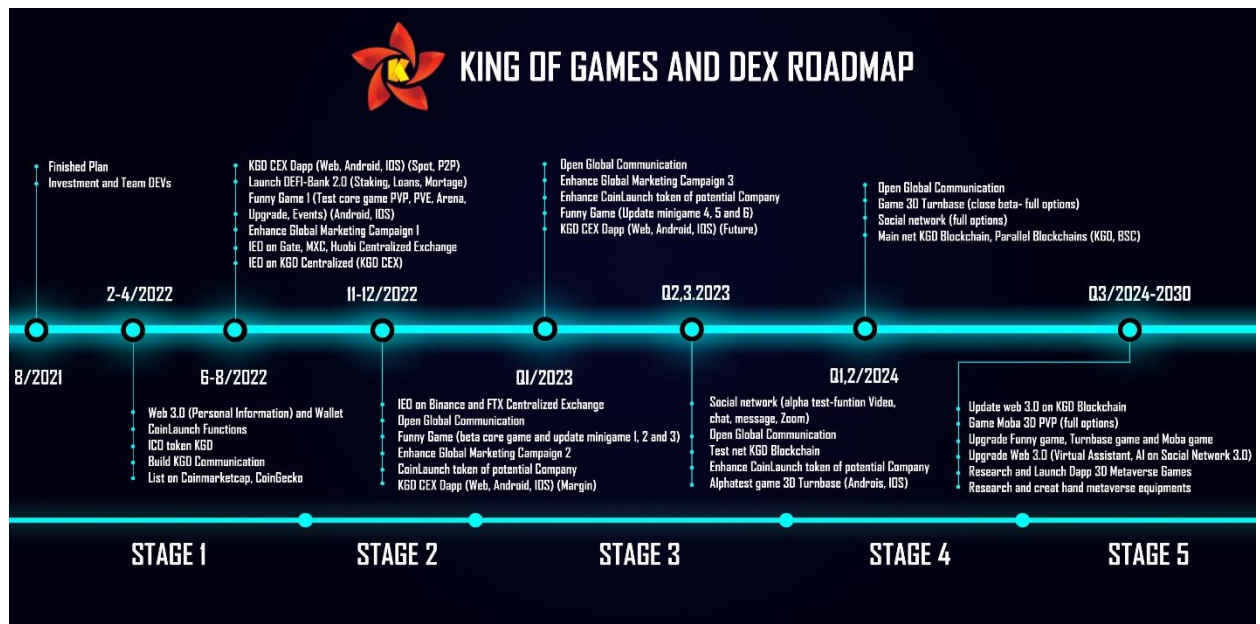 K
KING OF GAMES AND DEX ROADMAP
Finished Plan
Investment and Team DEVs
8/2021
2-4/2022
Web 3.0 (Personal Information) and Wallet
CoinLaunch Functions
ICO token KGD
Build KGD Communication
List on Coinmarketcap, CoinGecko
KGD CEX Dapp (Web, Android, IOS) (Spot, P2P)
Launch DEFI-Bank 2.0 (Staking, Loans, Mortage)
Funny Game 1 (Test core game PVP, PVE, Arena,
Upgrade, Events) (Android, IOS)
Enhance Global Marketing Campaign 1
IEO on Gate, MXC, Huobi Centralized Exchange
IEO on KGD Centralized (KGD CEX)
6-8/2022
11-12/2022
IEO on Binance and FTX Centralized Exchange
Open Global Communication
Funny Game (beta core game and update minigame 1, 2 and 3)
Enhance Global Marketing Campaign 2
CoinLaunch token of potential Company
KGD CEX Dapp (Web, Android, IOS) (Margin)
Open Global Communication
Enhance Global Marketing Campaign 3
Enhance CoinLaunch token of potential Company
Funny Game (Update minigame 4, 5 and 6)
KGD CEX Dapp (Web, Android, IOS) (Future)
Q1/2023
Q2,3.2023
Social network (alpha test-funtion Video,
chat, message, Zoom)
Open Global Communication
Test net KGD Blockchain
Enhance CoinLaunch token of potential Company
Alphatest game 3D Turnbase (Androis, IOS)
Open Global Communication
Game 3D Turnbase (close beta- full options)
Social network (full options)
Main net KGD Blockchain, Parallel Blockchains (KGD, BSC)
Q1,2/2024
Q3/2024-2030
Update web 3.0 on KGD Blockchain
Game Moba 3D PVP (full options)
Upgrade Funny game, Turnbase game and Moba game
Upgrade Web 3.0 (Virtual Assistant, AI on Social Network 3.0)
Research and Launch Dapp 3D Metaverse Games
Research and creat hand metaverse equipments
STAGE 1
STAGE 2
STAGE 3
STAGE 4
STAGE 5